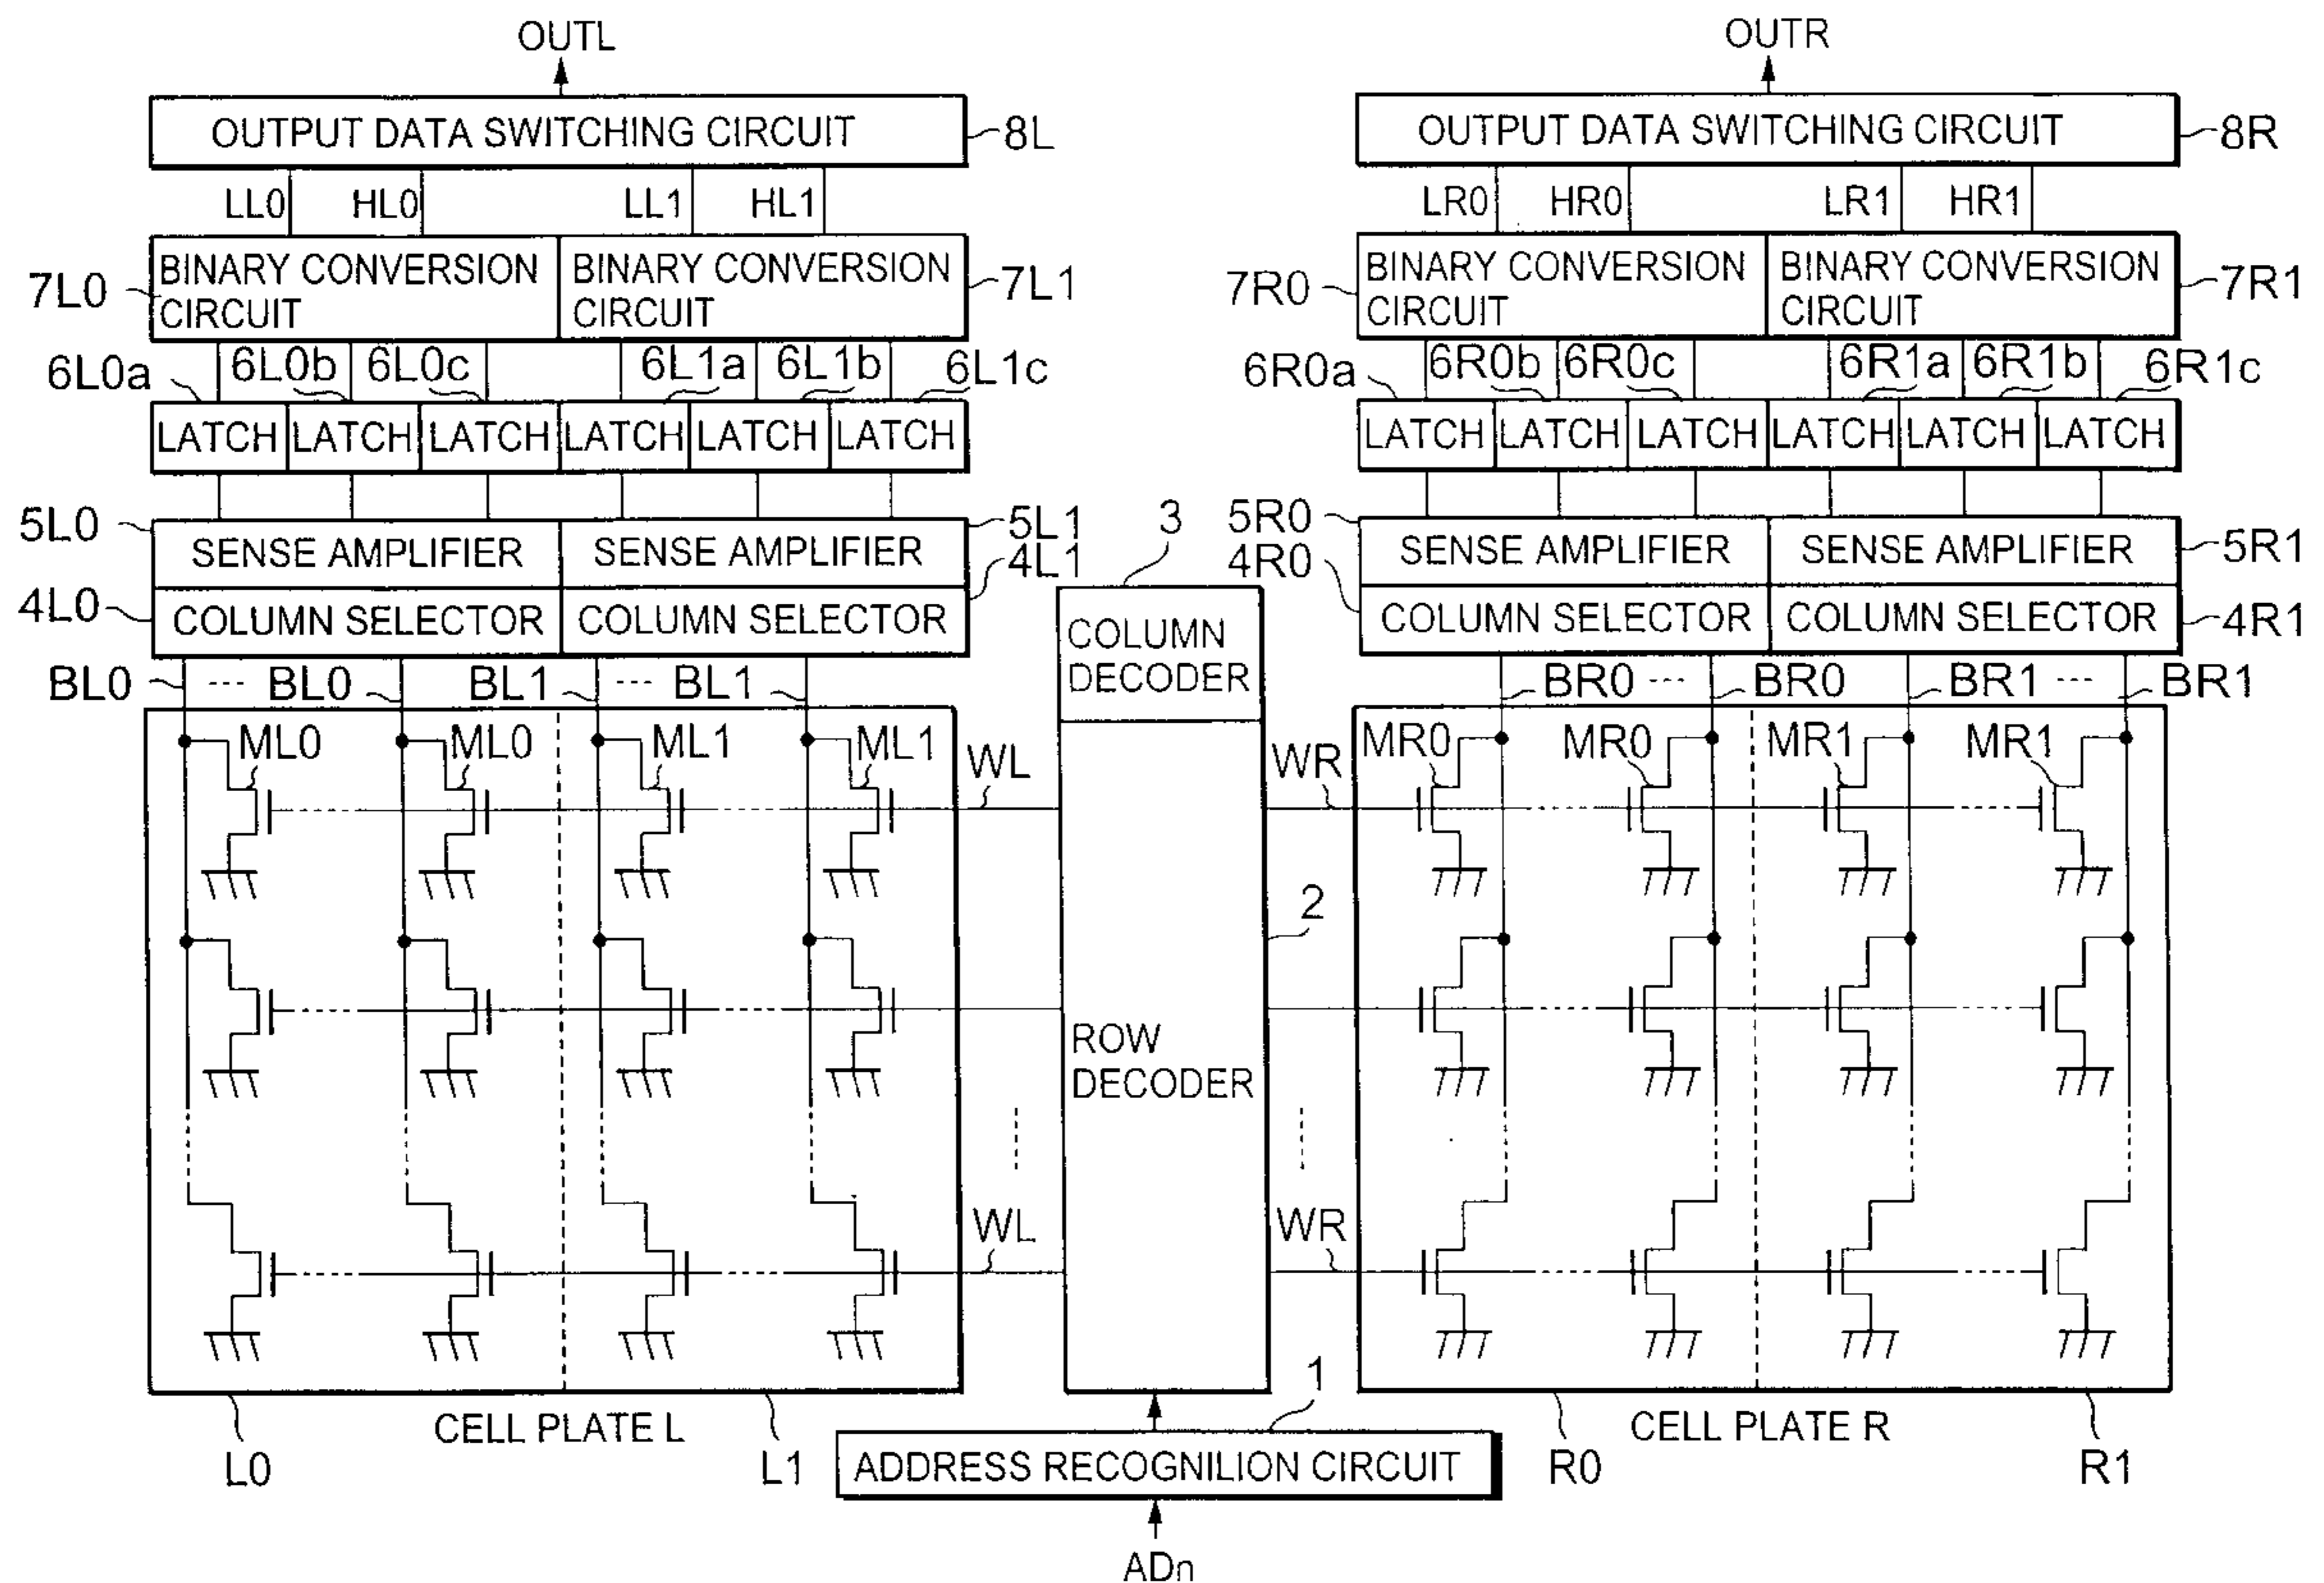 OUTL OUTR
OUTPUT DATA SWITCHING CIRCUIT 8L OUTPUT DATA SWITCHING CIRCUIT 8R
LL0 HL0 LL1 HL1 LR0 HR0 LR1 HR1
7L0 BINARY CONVERSION CIRCUIT BINARY CONVERSION CIRCUIT 7L1 7R0 BINARY CONVERSION CIRCUIT BINARY CONVERSION CIRCUIT 7R1
6L0a 6L0b 6L0c 6L1a 6L1b 6L1c 6R0a 6R0b 6R0c 6R1a 6R1b 6R1c
LATCH LATCH LATCH LATCH LATCH LATCH LATCH LATCH LATCH LATCH LATCH LATCH
5L0 SENSE AMPLIFIER SENSE AMPLIFIER 5L1 3 5R0 SENSE AMPLIFIER SENSE AMPLIFIER 5R1
4L0 COLUMN SELECTOR COLUMN SELECTOR 4L1 4R0 COLUMN SELECTOR COLUMN SELECTOR 4R1
COLUMN
DECODER
BL0 --- BL0 BL1 --- BL1 BR0 --- BR0 BR1 --- BR1
ML0 ML0 ML1 ML1 WL WR MR0 MR0 MR1 MR1
2
ROW
DECODER
WL WR
1
CELL PLATE L CELL PLATE R
L0 L1 ADDRESS RECOGNILION CIRCUIT R0 R1
ADn